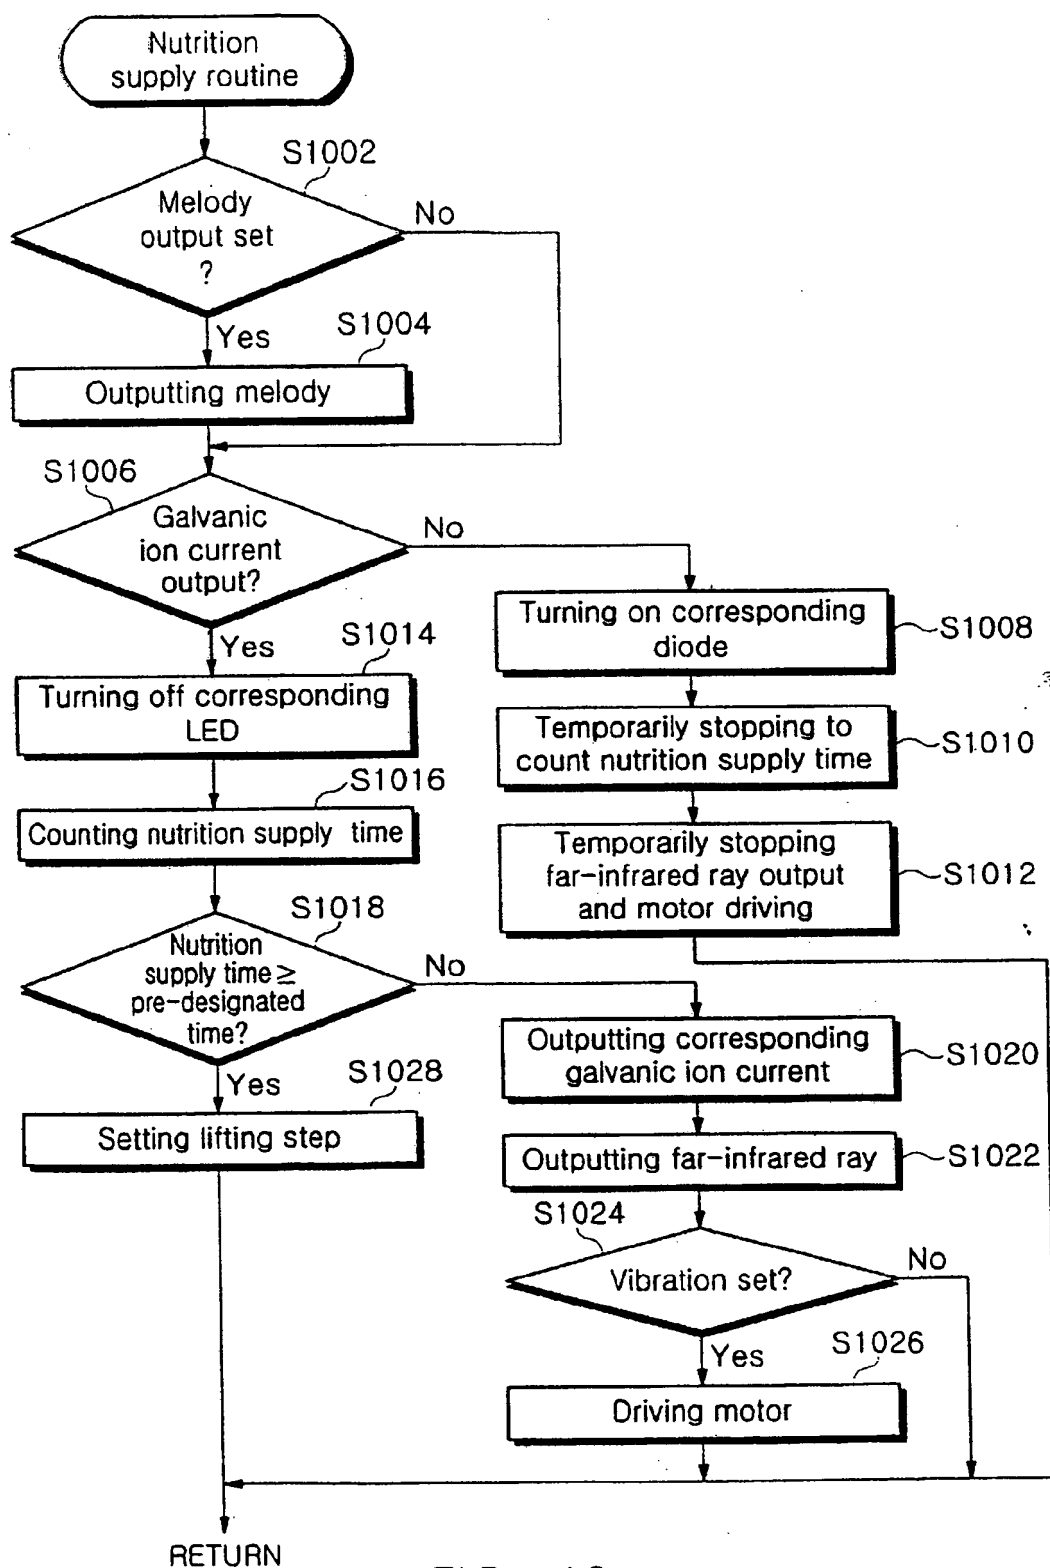 Nutrition
supply routine
S1002
Melody
output set
?
No
Yes
S1004
Outputting melody
S1006
Galvanic
ion current
output?
No
Yes
Turning on corresponding
diode
S1008
S1014
Turning off corresponding
LED
Temporarily stopping to
count nutrition supply time
S1010
S1016
Counting nutrition supply time
Temporarily stopping
far-infrared ray output
and motor driving
S1012
S1018
Nutrition
supply time ≥
pre-designated
time?
No
Yes
Outputting corresponding
galvanic ion current
S1020
S1028
Setting lifting step
Outputting far-infrared ray
S1022
S1024
Vibration set?
No
Yes
S1026
Driving motor
RETURN